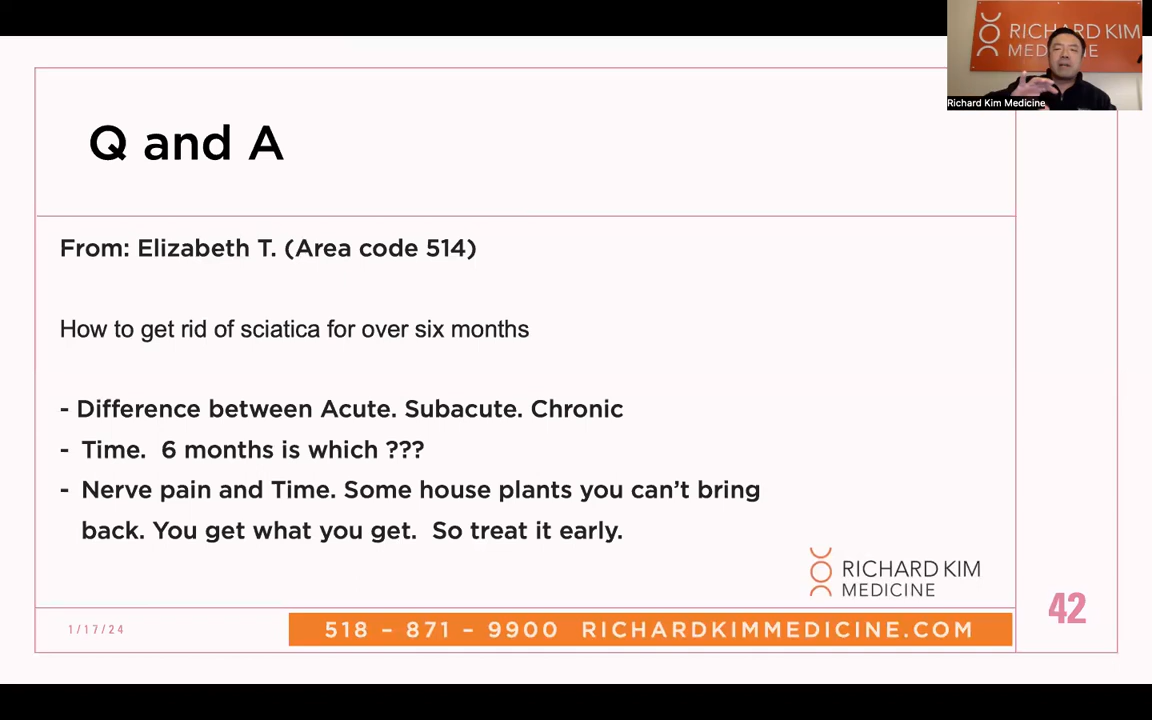 RICHARD KIM
MEDICINE
Richard Kim Medicine
Q and A
From: Elizabeth T. (Area code 514)
How to get rid of sciatica for over six months
- Difference between Acute. Subacute. Chronic
- Time. 6 months is which ???
- Nerve pain and Time. Some house plants you can't bring
back. You get what you get. So treat it early.
RICHARD KIM
MEDICINE
42
1/17/24
518 – 871 – 9900 RICHARDKIMMEDICINE.COM